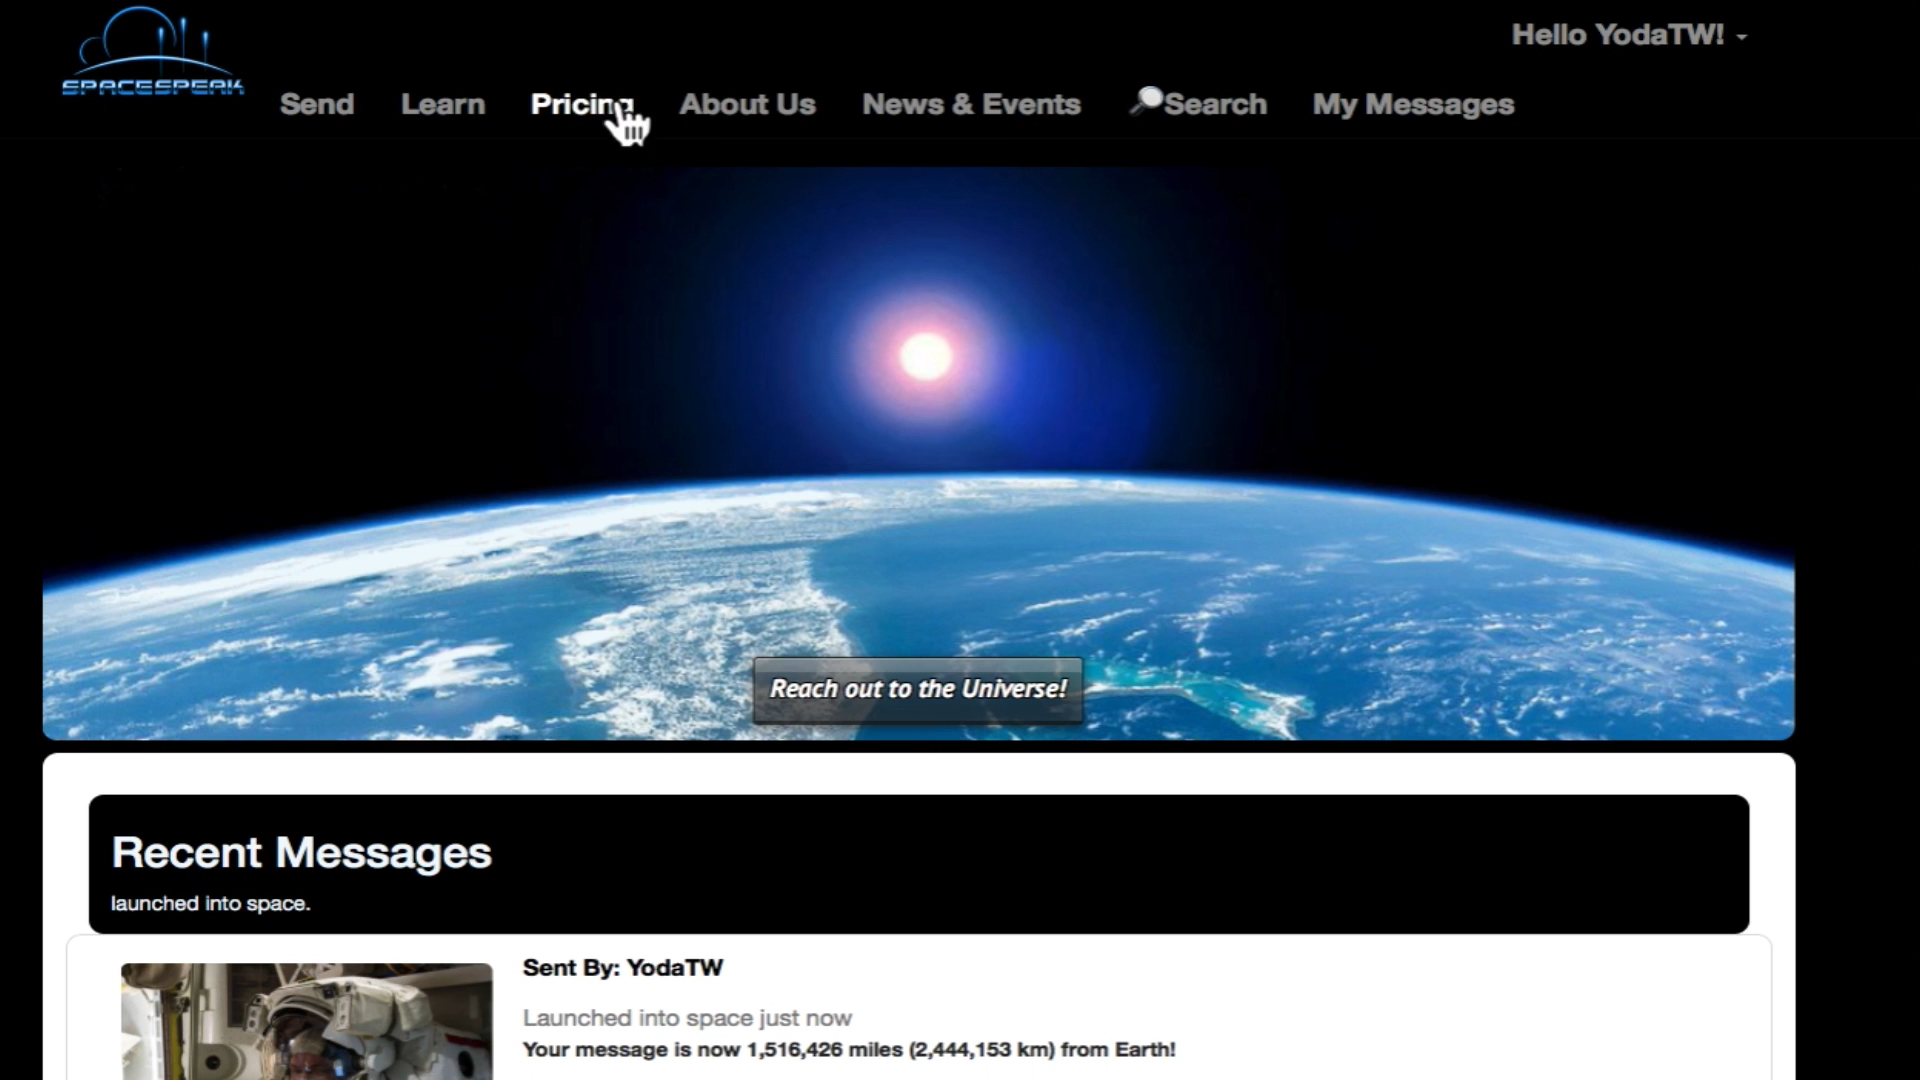 Hello YodaTW!
SPACESPEAK
Send Learn Pricing About Us News & Events Search My Messages
Reach out to the Universe!
Recent Messages
launched into space.
Sent By: YodaTW
Launched into space just now
Your message is now 1,516,426 miles (2,444,153 km) from Earth!